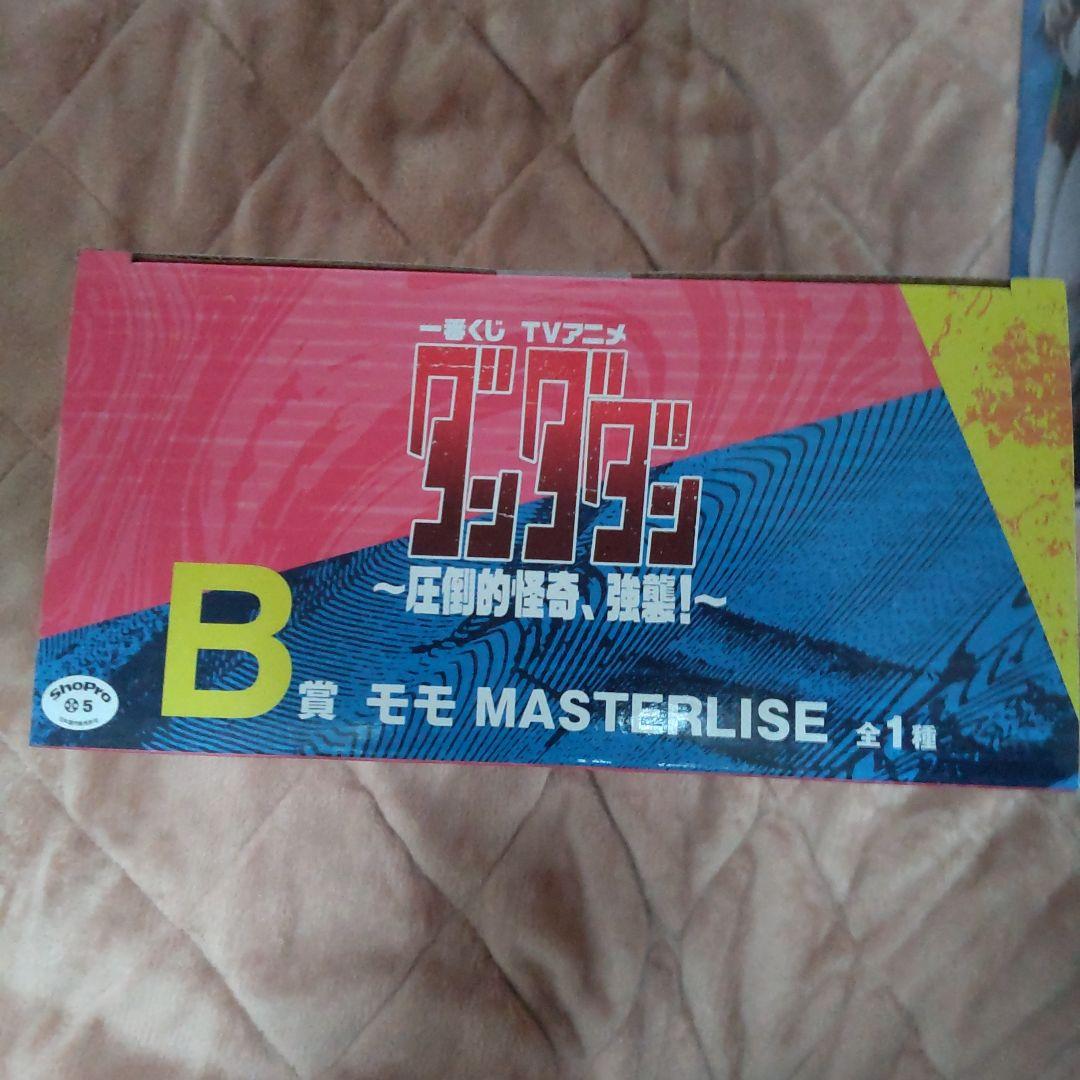 一番くじ TVアニメ
ダンダダン
～圧倒的怪奇、強襲!～
B賞 モモ MASTERLISE 全1種
ShoPro
5